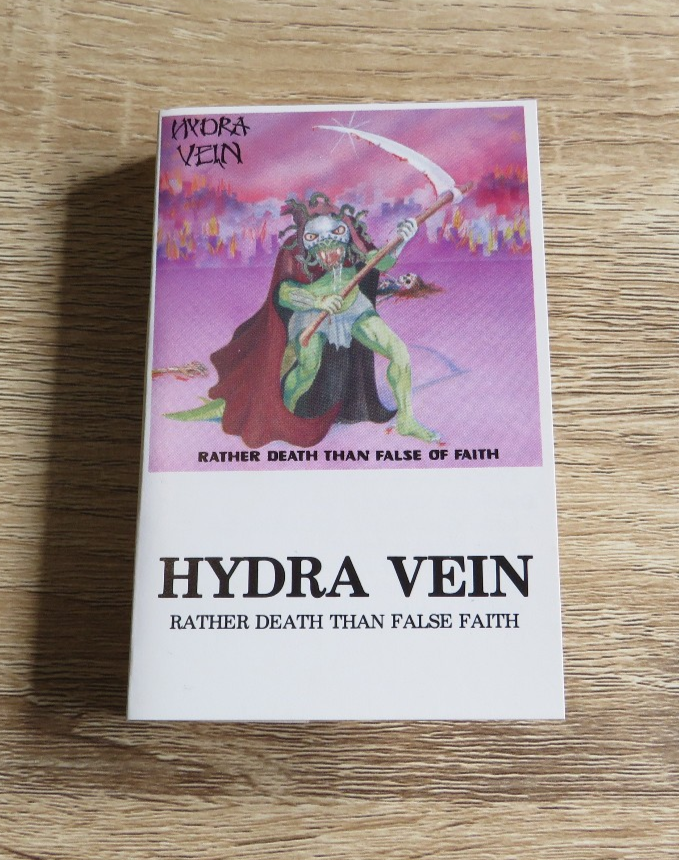 HYDRA
VEIN
RATHER DEATH THAN FALSE OF FAITH
HYDRA VEIN
RATHER DEATH THAN FALSE FAITH